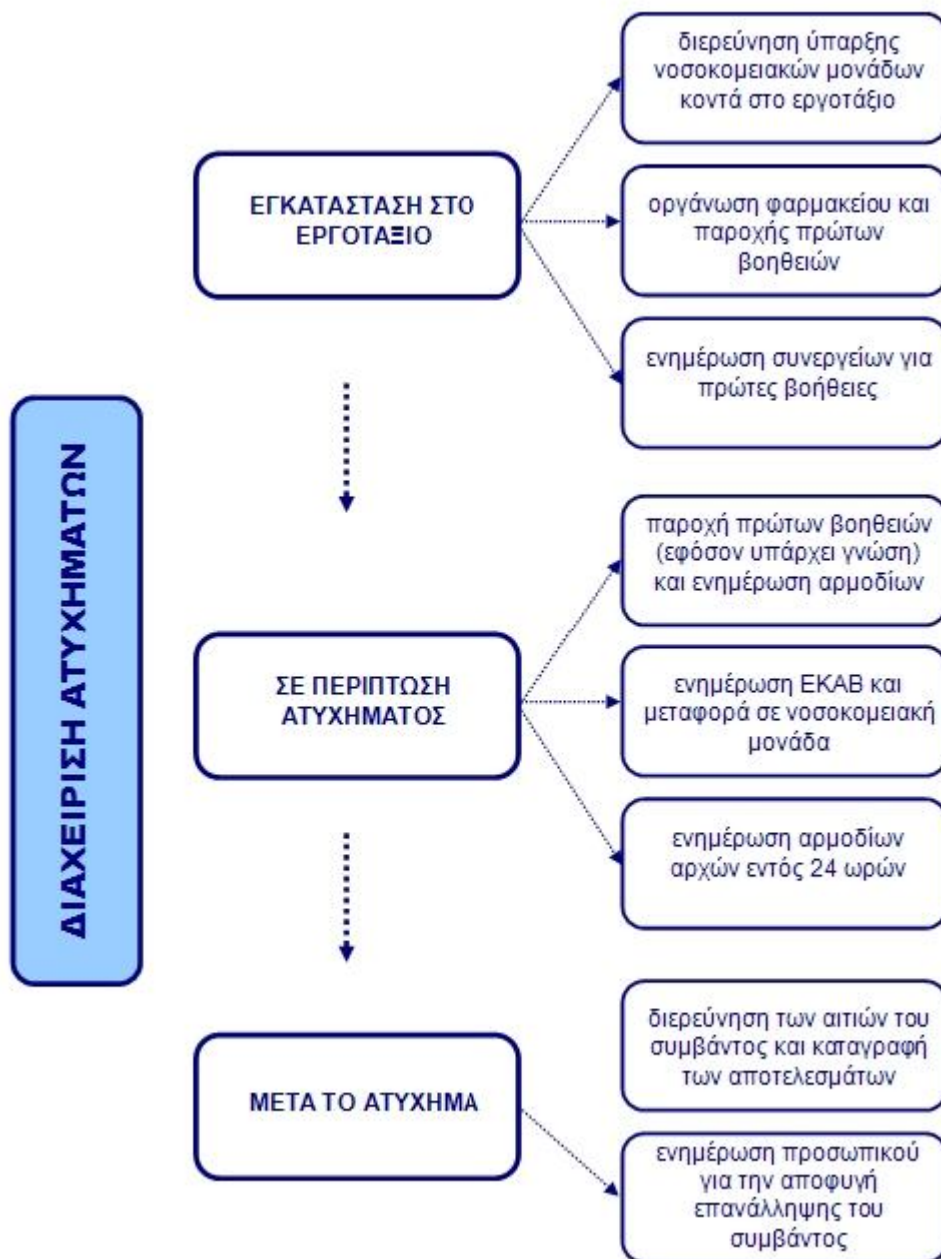 ΔΙΑΧΕΙΡΙΣΗ ΑΤΥΧΗΜΑΤΩΝ
ΕΓΚΑΤΑΣΤΑΣΗ ΣΤΟ
ΕΡΓΟΤΑΞΙΟ
διερεύνηση ύπαρξης
νοσοκομειακών μονάδων
κοντά στο εργοτάξιο
οργάνωση φαρμακείου και
παροχής πρώτων
βοηθειών
ενημέρωση συνεργείων για
πρώτες βοήθειες
ΣΕ ΠΕΡΙΠΤΩΣΗ
ΑΤΥΧΗΜΑΤΟΣ
παροχή πρώτων βοηθειών
(εφόσον υπάρχει γνώση)
και ενημέρωση αρμοδίων
ενημέρωση ΕΚΑΒ και
μεταφορά σε νοσοκομειακή
μονάδα
ενημέρωση αρμοδίων
αρχών εντός 24 ωρών
ΜΕΤΑ ΤΟ ΑΤΥΧΗΜΑ
διερεύνηση των αιτιών του
συμβάντος και καταγραφή
των αποτελεσμάτων
ενημέρωση προσωπικού
για την αποφυγή
επανάλληψης του
συμβάντος